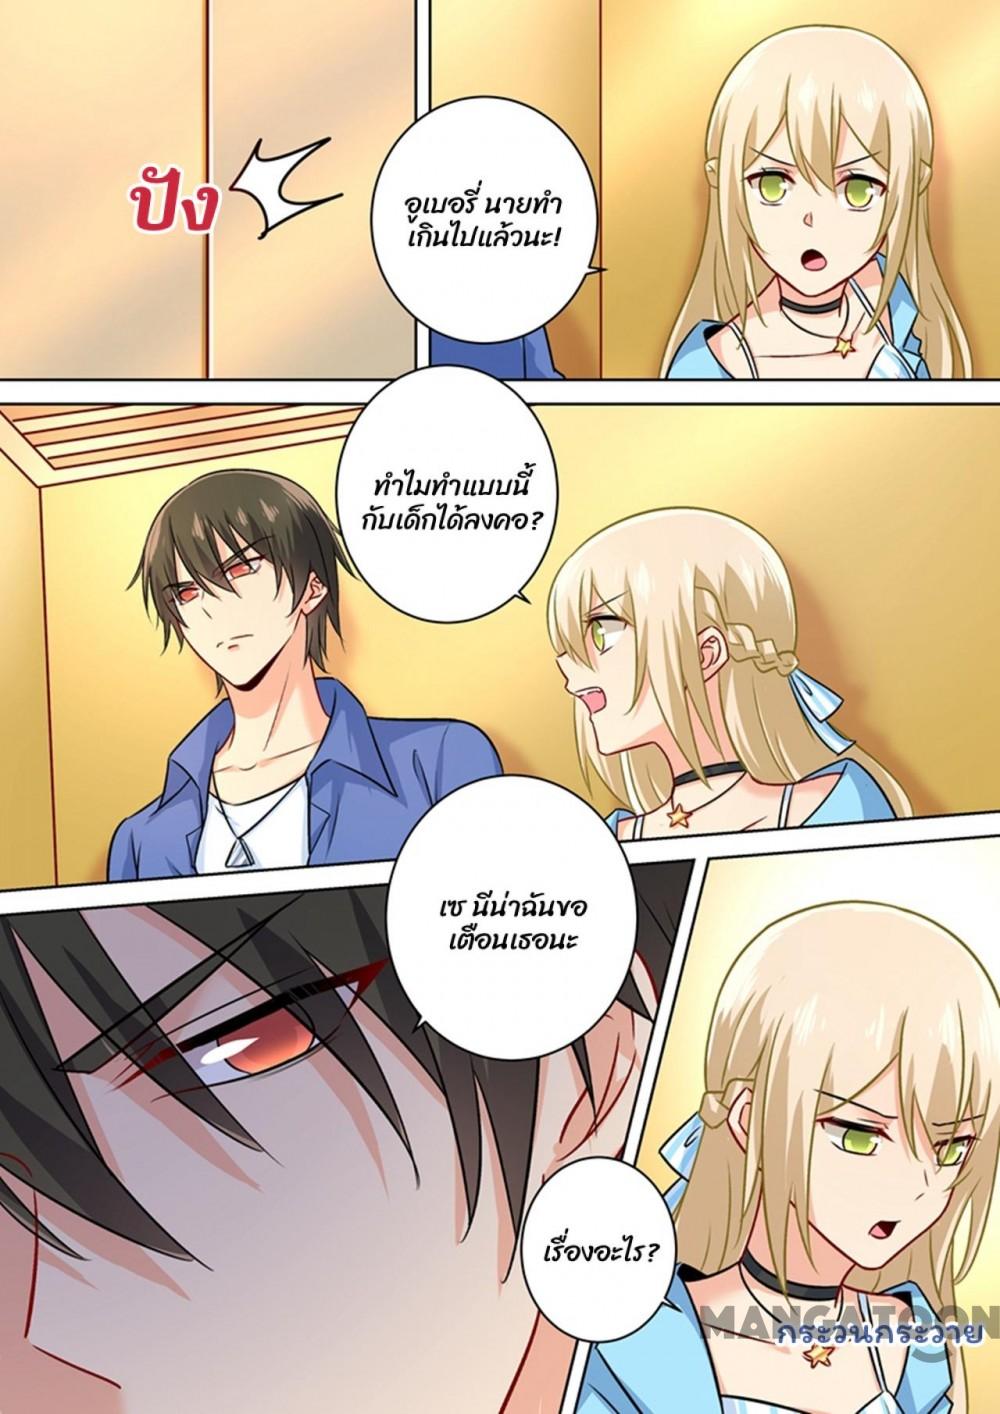 ปัง
อูเบอรี่ นายทำ
เกินไปแล้วนะ!
ทำไมทำแบบนี้
กับเด็กได้ลงคอ?
เซ นีน่าฉันขอ
เตือนเธอนะ
เรื่องอะไร?
MANGATOON
กระวนกระวาย